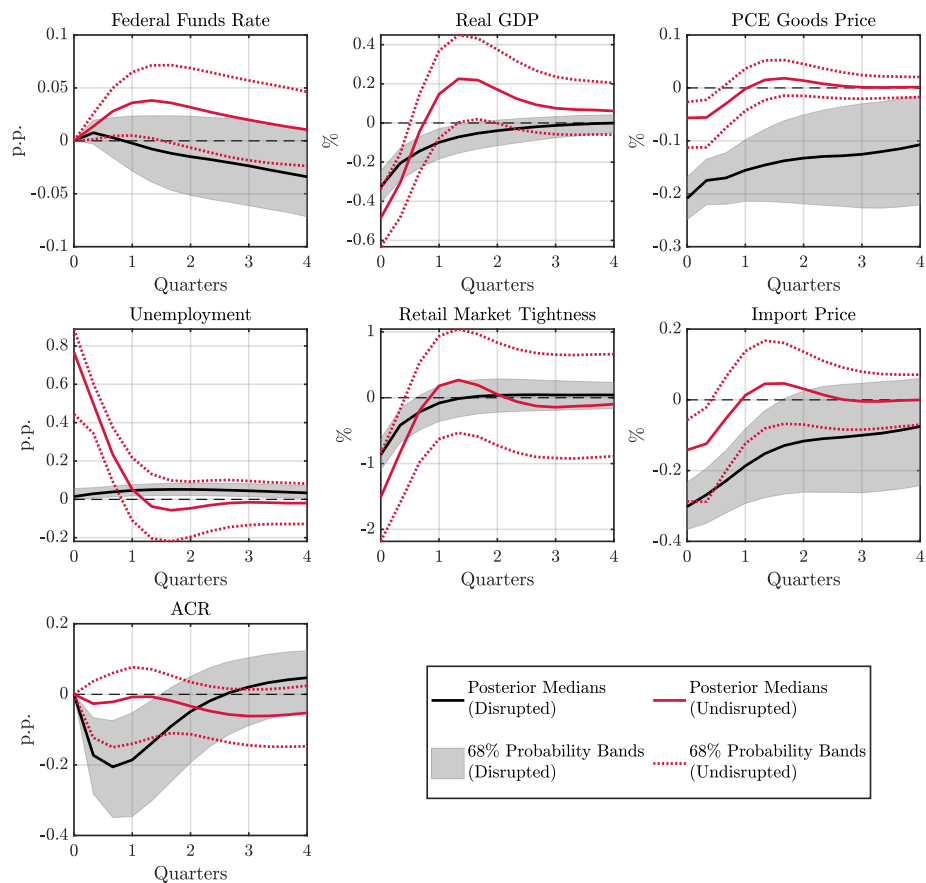 Federal Funds Rate
Real GDP
PCE Goods Price
0.1
0.05
0
-0.05
-0.1
p.p.
0 1 2 3 4
Quarters
0.4
0.2
0
-0.2
-0.4
-0.6
%
0 1 2 3 4
Quarters
0.1
0
-0.1
-0.2
-0.3
%
0 1 2 3 4
Quarters
Unemployment
Retail Market Tightness
Import Price
0.8
0.6
0.4
0.2
0
-0.2
p.p.
0 1 2 3 4
Quarters
1
0
-1
-2
%
0 1 2 3 4
Quarters
0.2
0
-0.2
-0.4
%
0 1 2 3 4
Quarters
ACR
0.2
0
-0.2
-0.4
p.p.
0 1 2 3 4
Quarters
Posterior Medians
(Disrupted)
Posterior Medians
(Undisrupted)
68% Probability Bands
(Disrupted)
68% Probability Bands
(Undisrupted)